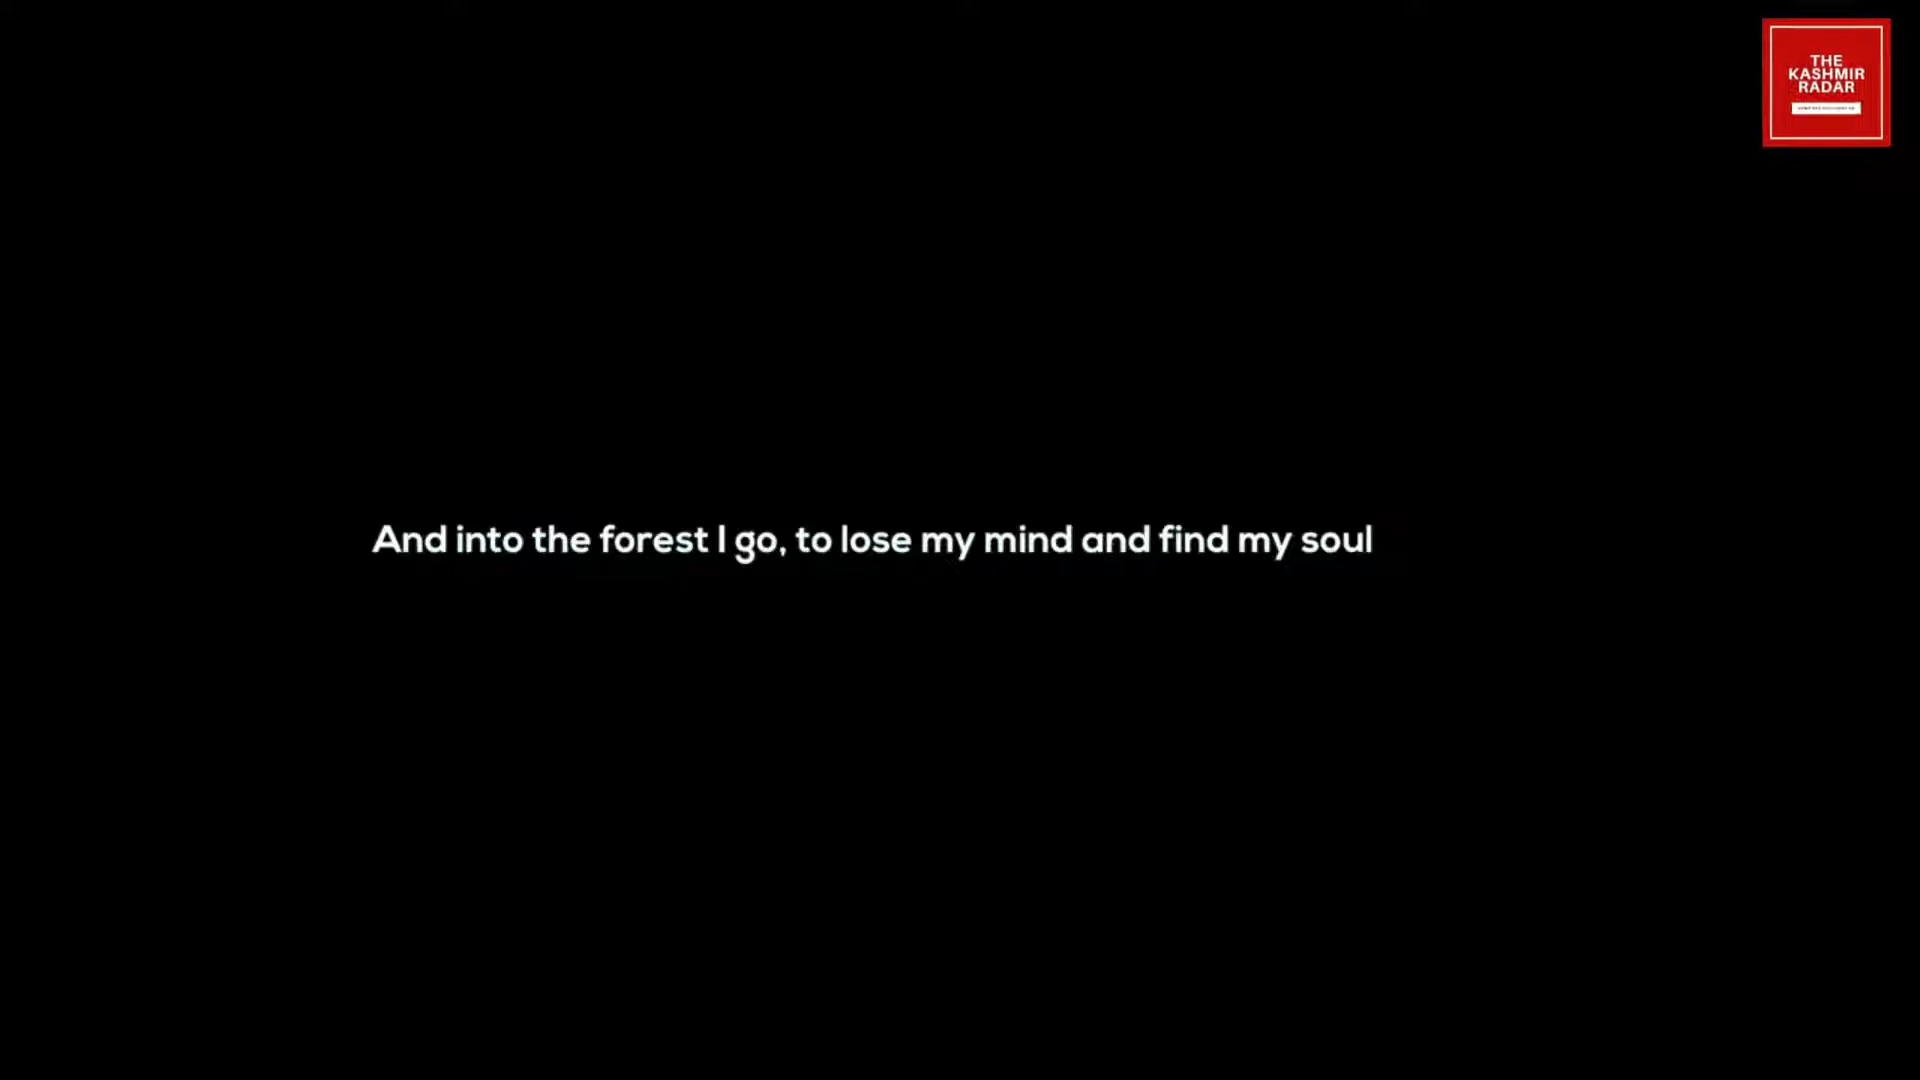 THE
KASHMIR
RADAR
And into the forest I go, to lose my mind and find my soul